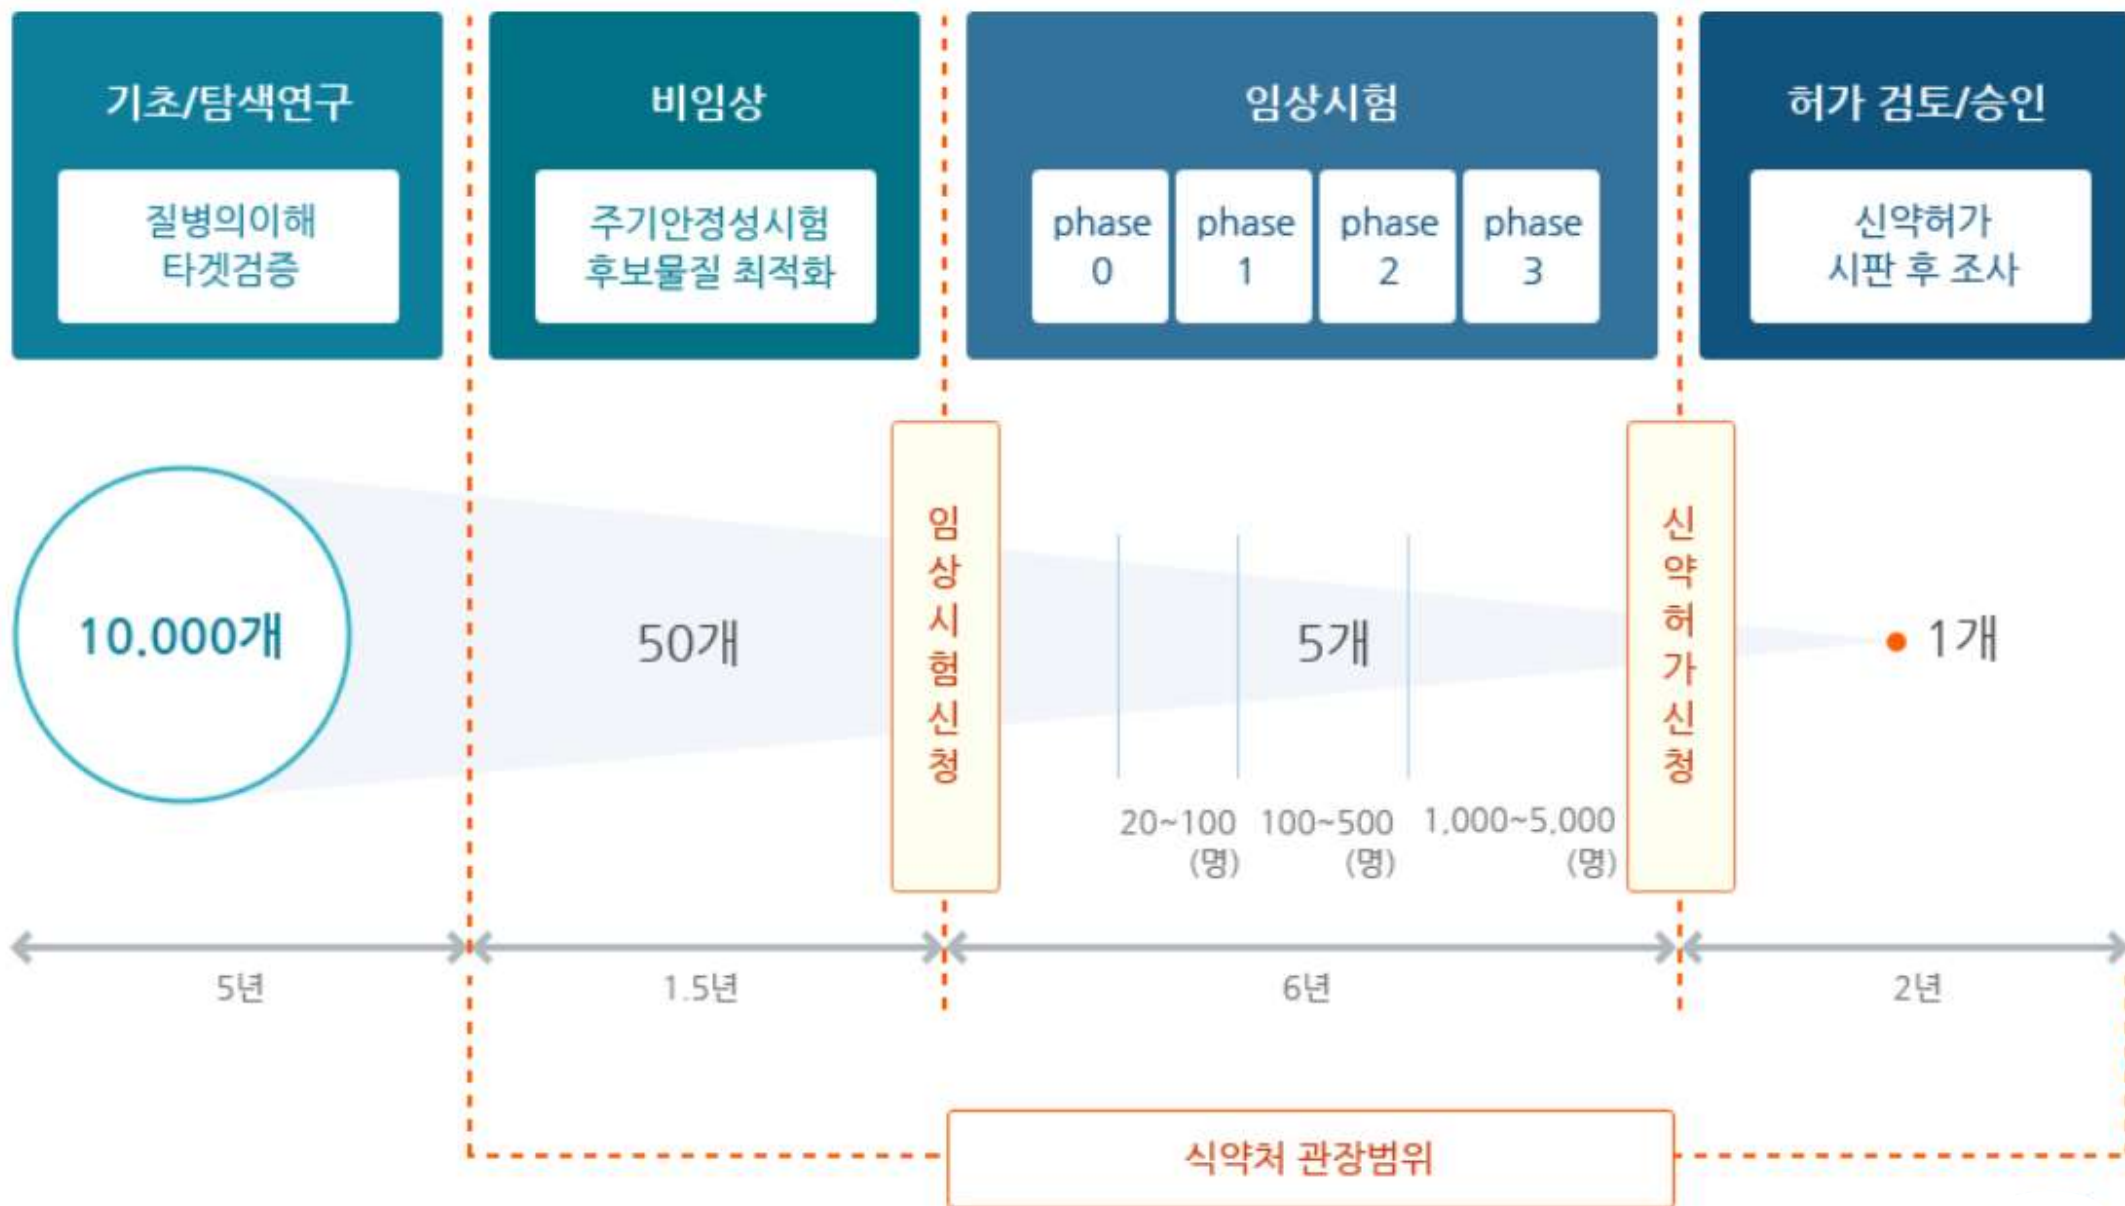 기초/탐색연구
질병의이해
타겟검증
비임상
주기안정성시험
후보물질 최적화
임상시험
phase
0
phase
1
phase
2
phase
3
허가 검토/승인
신약허가
시판 후 조사
10.000개
50개
임상시험신청
5개
신약허가신청
1개
20~100
(명)
100~500
(명)
1,000~5,000
(명)
5년
1.5년
6년
2년
식약처 관장범위